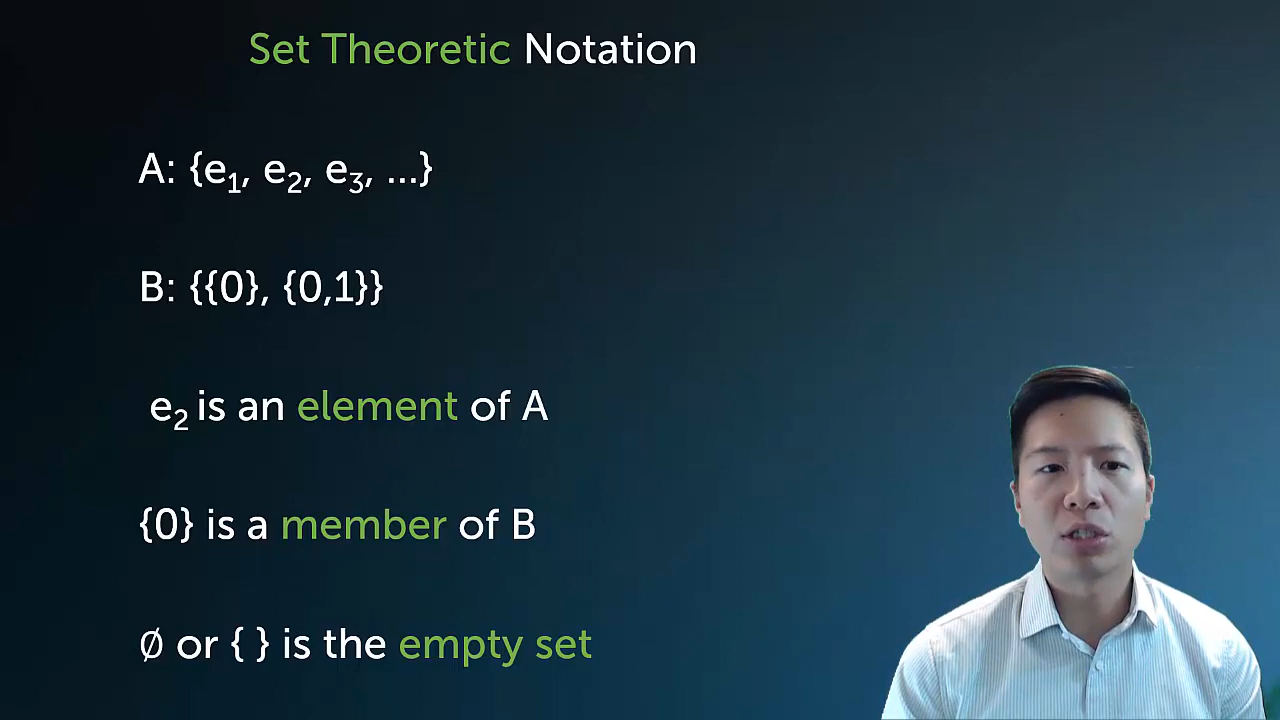 Set Theoretic Notation
A: {e₁, e₂, e₃, ...}
B: {{0}, {0,1}}
e₂ is an element of A
{0} is a member of B
∅ or { } is the empty set